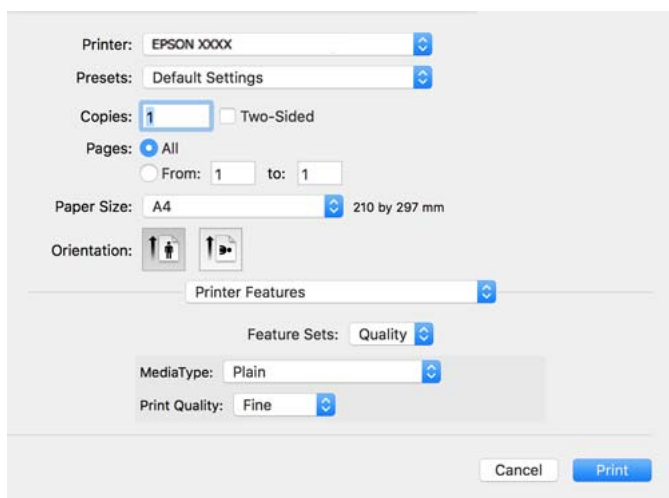 Printer: EPSON XXXX
Presets: Default Settings
Copies: 1 Two-Sided
Pages: All
From: 1 to: 1
Paper Size: A4 210 by 297 mm
Orientation:
Printer Features
Feature Sets: Quality
MediaType: Plain
Print Quality: Fine
Cancel Print